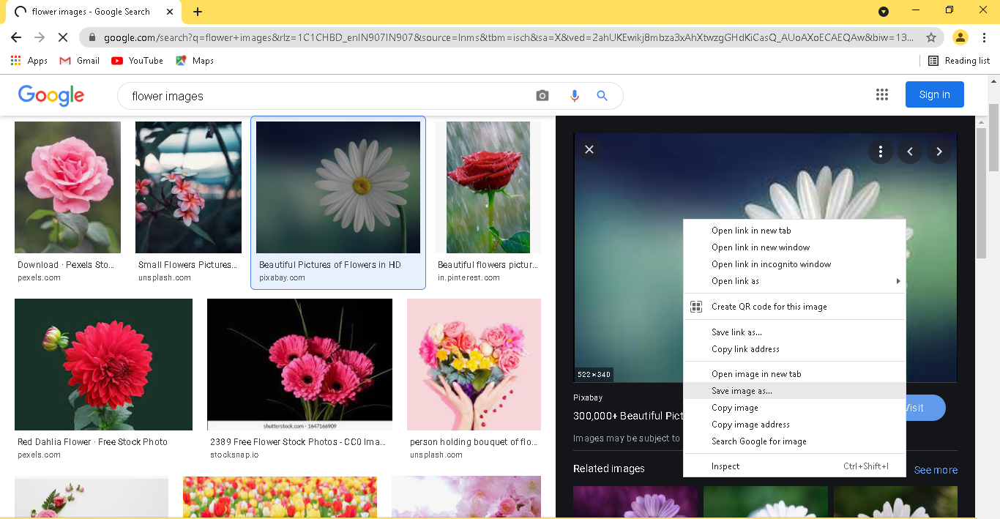 flower images - Google Search
google.com/search?q=flower+images&rlz=1C1CHBD_enIN907IN907&source=lnms&tbm=isch&sa=X&ved=2ahUKEwikj8mbza3xAhXtwzgGHdKiCasQ_AUoAXoECAEQAw&biw=13...
Apps Gmail YouTube Maps Reading list
Google flower images Sign in
Download · Pexels Sto...
pexels.com
Small Flowers Pictures...
unsplash.com
Beautiful Pictures of Flowers in HD
pixabay.com
Beautiful flowers pictur...
in.pinterest.com
shutterstock.com · 1647166909
Red Dahlia Flower · Free Stock Photo
pexels.com
2389 Free Flower Stock Photos - CC0 Ima...
stocksnap.io
person holding bouquet of flo...
unsplash.com
522 × 340
Pixabay
300,000+ Beautiful Pict
Visit
Images may be subject to
Related images
See more
Open link in new tab
Open link in new window
Open link in incognito window
Open link as
Create QR code for this image
Save link as...
Copy link address
Open image in new tab
Save image as...
Copy image
Copy image address
Search Google for image
Inspect Ctrl+Shift+I